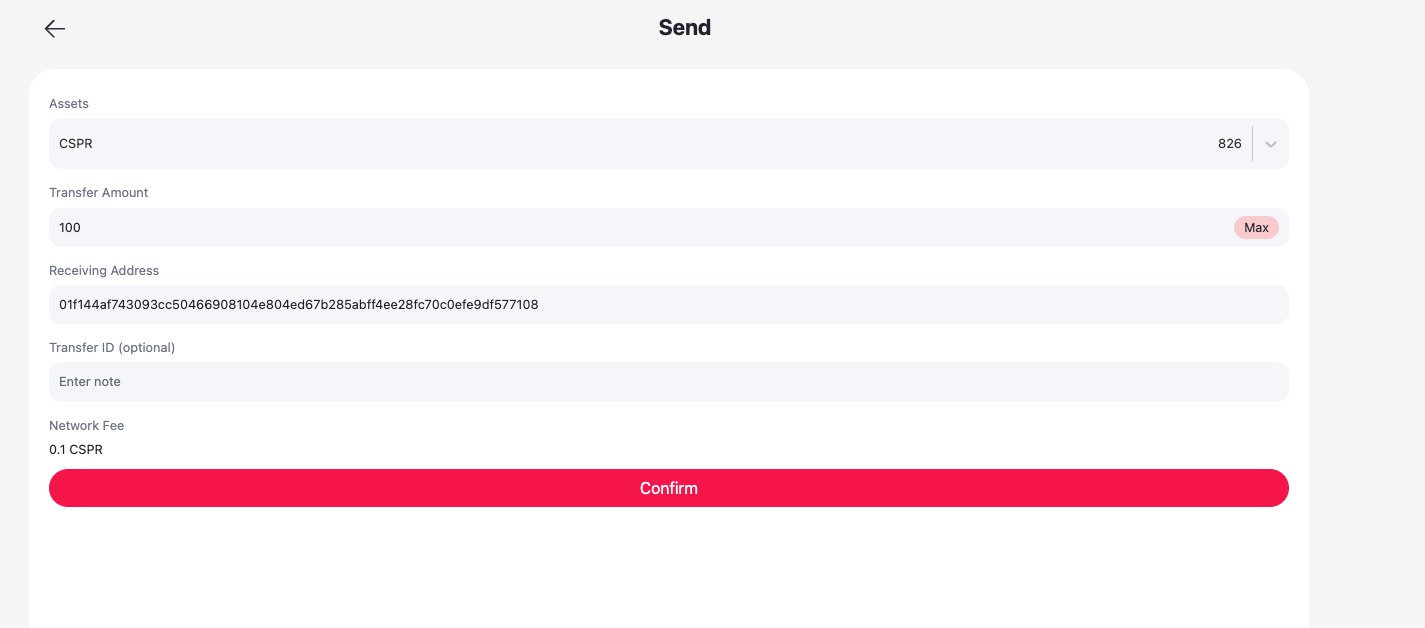 Send
Assets
CSPR 826
Transfer Amount
100 Max
Receiving Address
01f144af743093cc50466908104e804ed67b285abff4ee28fc70c0efe9df577108
Transfer ID (optional)
Enter note
Network Fee
0.1 CSPR
Confirm